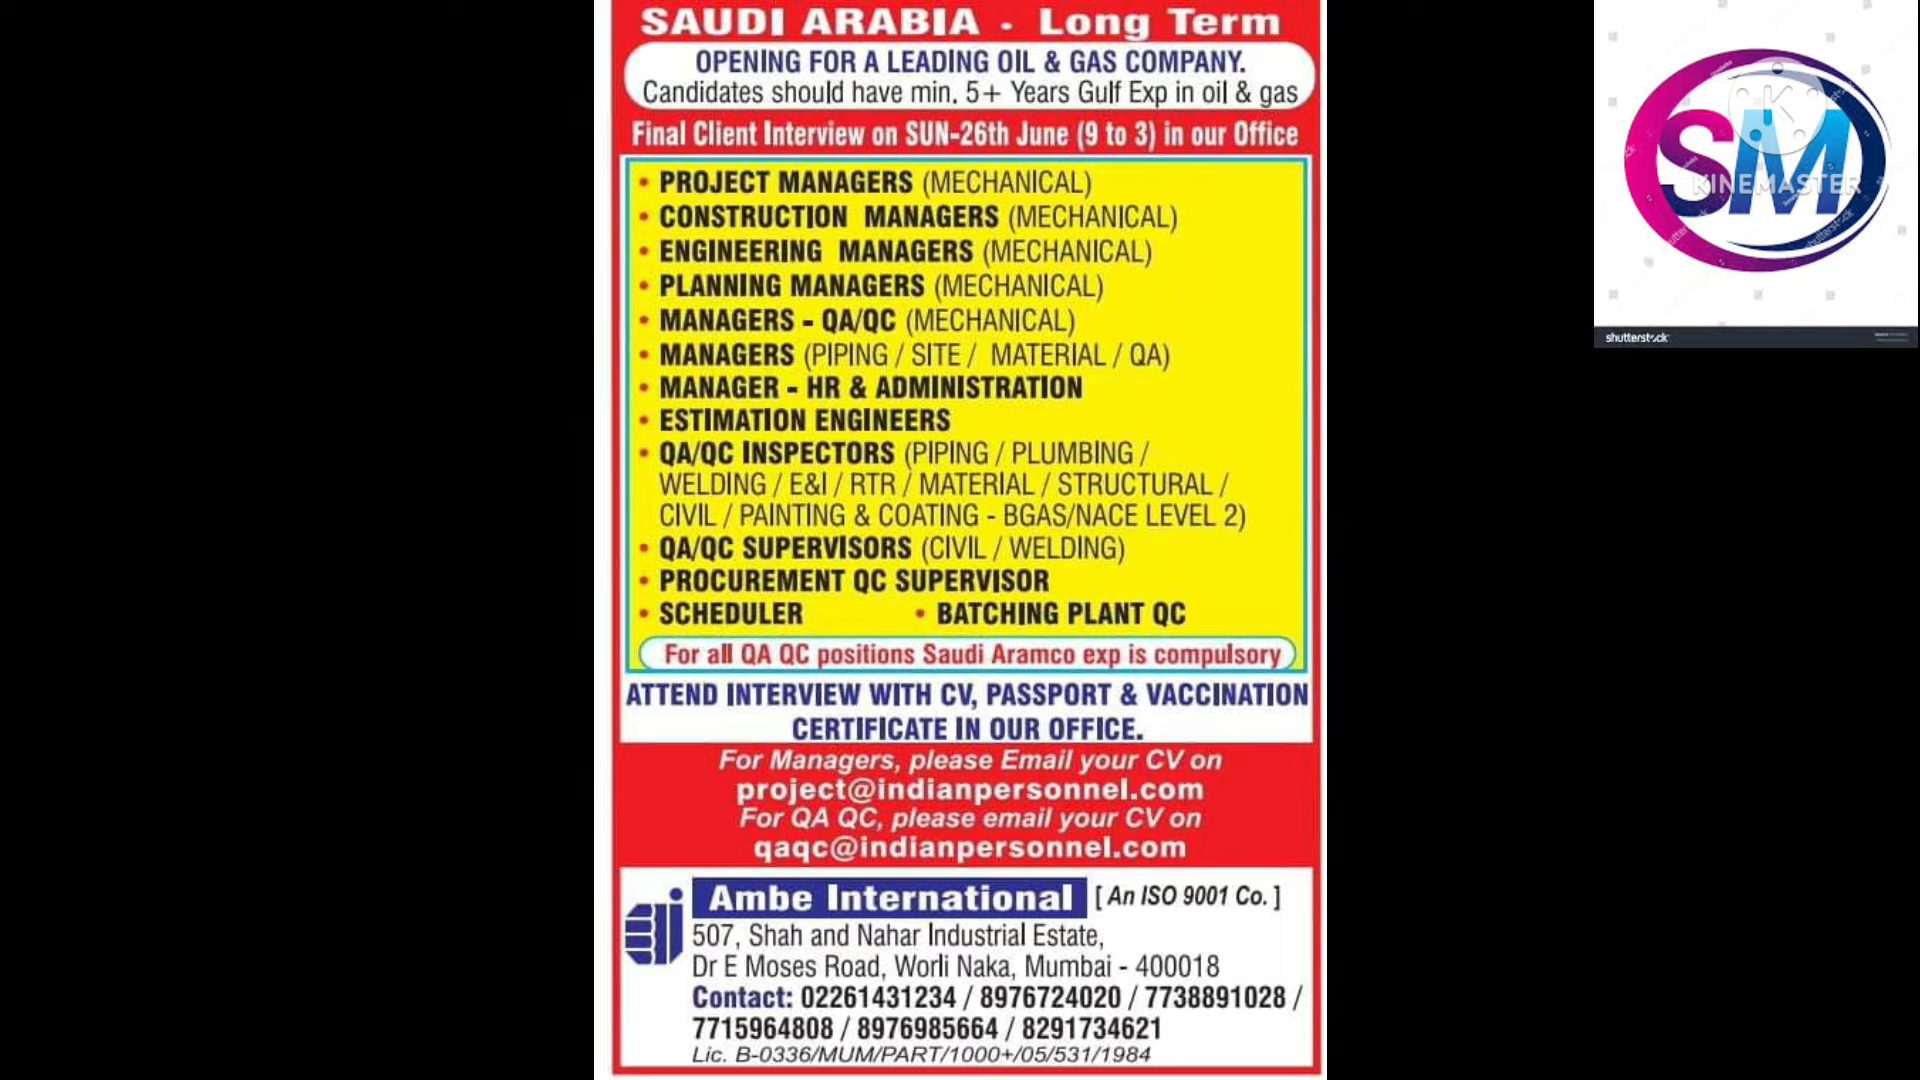 SAUDI ARABIA - Long Term
OPENING FOR A LEADING OIL & GAS COMPANY.
Candidates should have min. 5+ Years Gulf Exp in oil & gas
Final Client Interview on SUN-26th June (9 to 3) in our Office
• PROJECT MANAGERS (MECHANICAL)
• CONSTRUCTION MANAGERS (MECHANICAL)
• ENGINEERING MANAGERS (MECHANICAL)
• PLANNING MANAGERS (MECHANICAL)
• MANAGERS - QA/QC (MECHANICAL)
• MANAGERS (PIPING / SITE / MATERIAL / QA)
• MANAGER - HR & ADMINISTRATION
• ESTIMATION ENGINEERS
• QA/QC INSPECTORS (PIPING / PLUMBING /
WELDING / E&I / RTR / MATERIAL / STRUCTURAL /
CIVIL / PAINTING & COATING - BGAS/NACE LEVEL 2)
• QA/QC SUPERVISORS (CIVIL / WELDING)
• PROCUREMENT QC SUPERVISOR
• SCHEDULER • BATCHING PLANT QC
For all QA QC positions Saudi Aramco exp is compulsory
ATTEND INTERVIEW WITH CV, PASSPORT & VACCINATION
CERTIFICATE IN OUR OFFICE.
For Managers, please Email your CV on
project@indianpersonnel.com
For QA QC, please email your CV on
qaqc@indianpersonnel.com
Ambe International [ An ISO 9001 Co. ]
507, Shah and Nahar Industrial Estate,
Dr E Moses Road, Worli Naka, Mumbai - 400018
Contact: 02261431234 / 8976724020 / 7738891028 /
7715964808 / 8976985664 / 8291734621
Lic. B-0336/MUM/PART/1000+/05/531/1984
SM
K
KINEMASTER
shutterstock